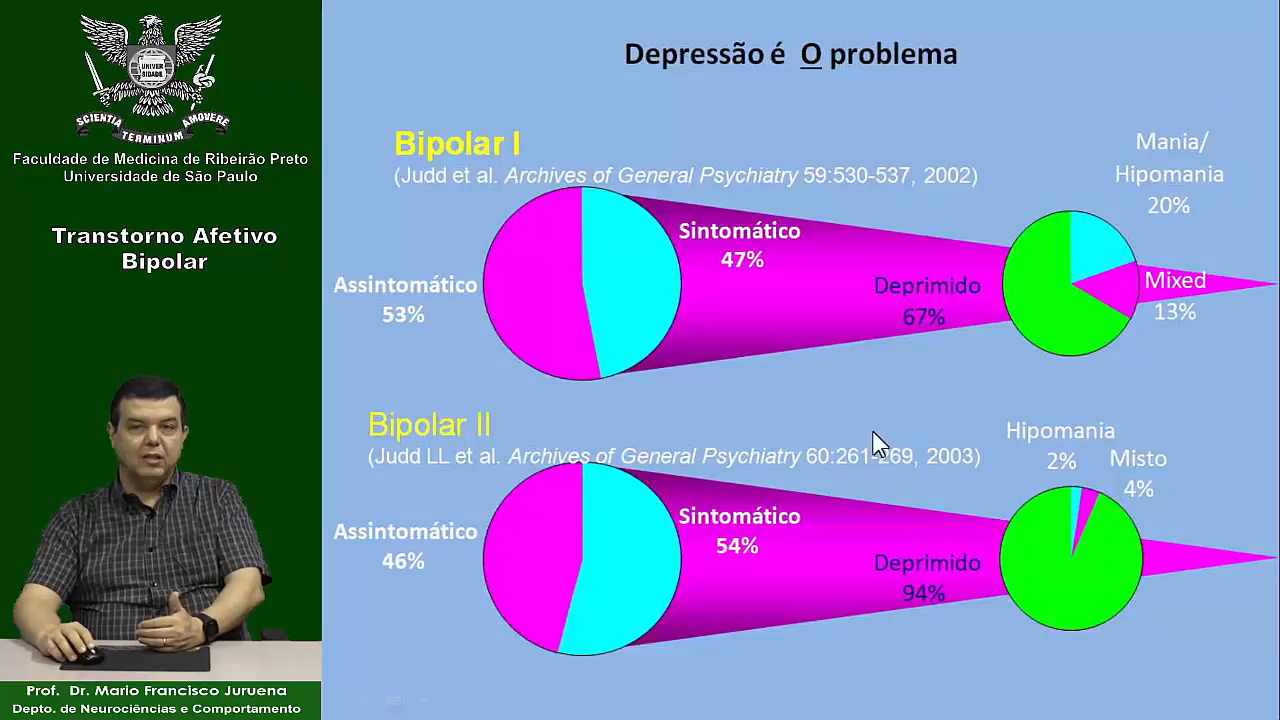 UNIVER
SIDADE
SCIENTIA
TERMINUM
AMOVERE
Faculdade de Medicina de Ribeirão Preto
Universidade de São Paulo
Transtorno Afetivo
Bipolar
Prof. Dr. Mario Francisco Juruena
Depto. de Neurociências e Comportamento
Depressão é O problema
Bipolar I
(Judd et al. Archives of General Psychiatry 59:530-537, 2002)
Assintomático
53%
Sintomático
47%
Deprimido
67%
Mania/
Hipomania
20%
Mixed
13%
Bipolar II
(Judd LL et al. Archives of General Psychiatry 60:261-269, 2003)
Assintomático
46%
Sintomático
54%
Deprimido
94%
Hipomania
2%
Misto
4%